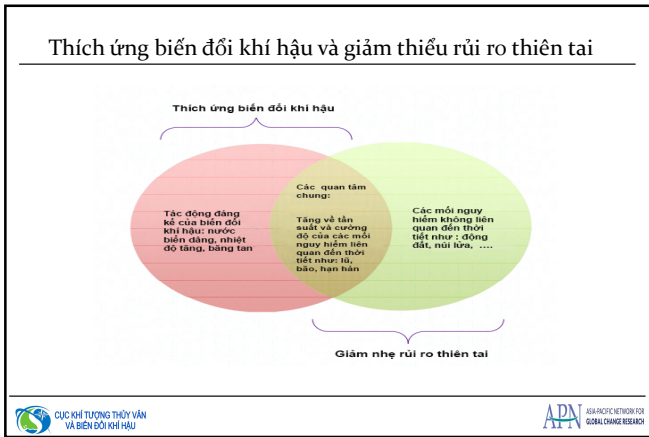 Thích ứng biến đổi khí hậu và giảm thiểu rủi ro thiên tai
Thích ứng biến đổi khí hậu
Tác động đáng
kể của biến đổi
khí hậu: nước
biển dâng, nhiệt
độ tăng, băng tan
Các quan tâm
chung:
Tăng về tần
suất và cường
độ của các mối
nguy hiểm liên
quan đến thời
tiết như: lũ,
bão, hạn hán
Các mối nguy
hiểm không liên
quan đến thời
tiết như : động
đất, núi lửa, ....
Giảm nhẹ rủi ro thiên tai
CỤC KHÍ TƯỢNG THỦY VĂN
VÀ BIẾN ĐỔI KHÍ HẬU
APN
ASIA-PACIFIC NETWORK FOR
GLOBAL CHANGE RESEARCH